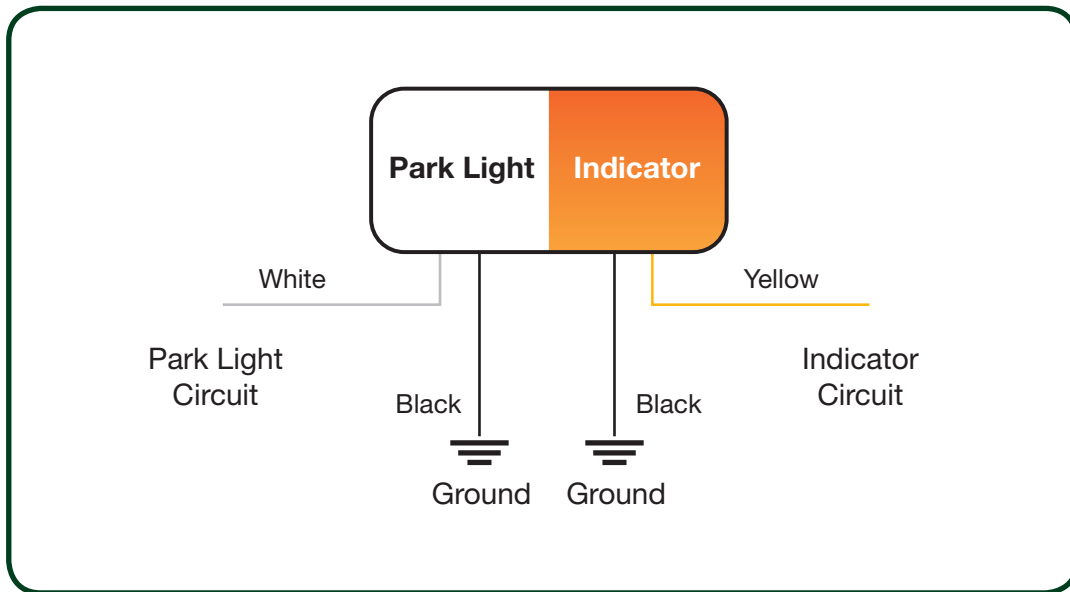 Park Light
Indicator
White
Yellow
Park Light
Circuit
Indicator
Circuit
Black
Black
Ground
Ground